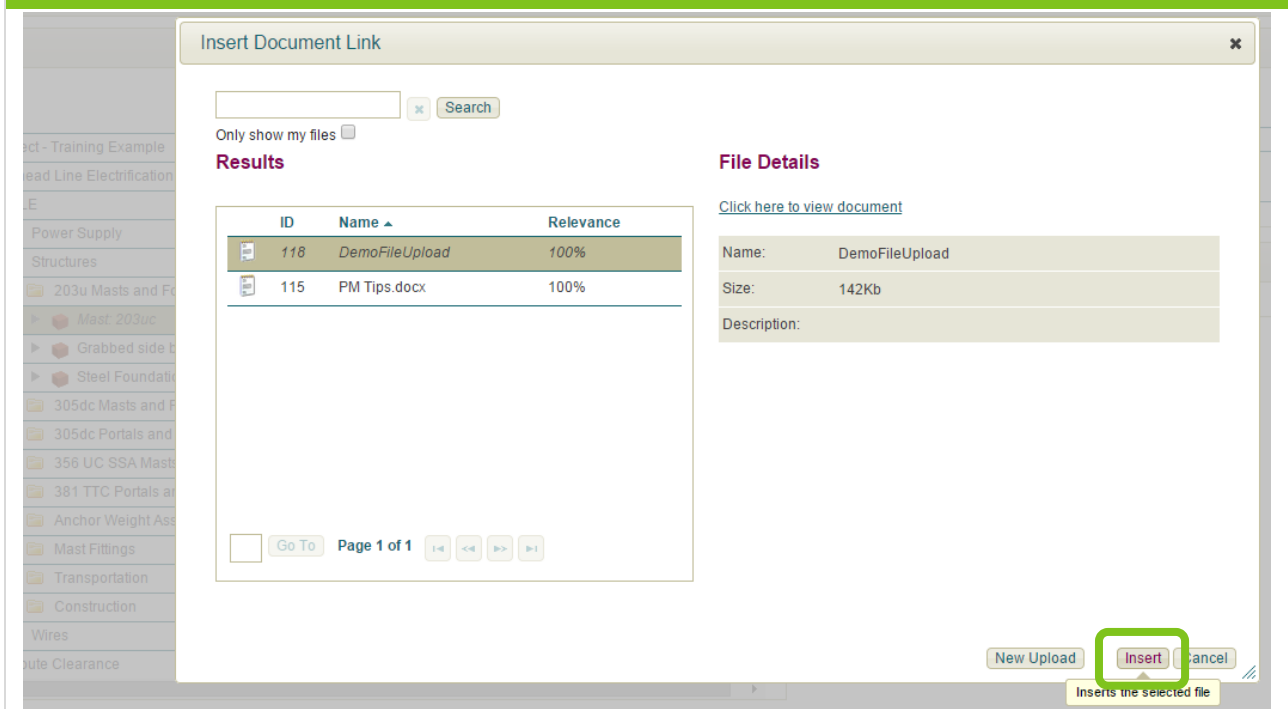 Insert Document Link
Search
Only show my files
Results
File Details
Click here to view document
ID Name Relevance
118 DemoFileUpload 100%
115 PM Tips.docx 100%
Name: DemoFileUpload
Size: 142Kb
Description:
Go To Page 1 of 1
New Upload Insert Cancel
Inserts the selected file
ect - Training Example
ead Line Electrification
LE
Power Supply
Structures
203u Masts and Fo
Mast: 203uc
Grabbed side b
Steel Foundatio
305dc Masts and F
305dc Portals and
356 UC SSA Masts
381 TTC Portals an
Anchor Weight Ass
Mast Fittings
Transportation
Construction
Wires
oute Clearance